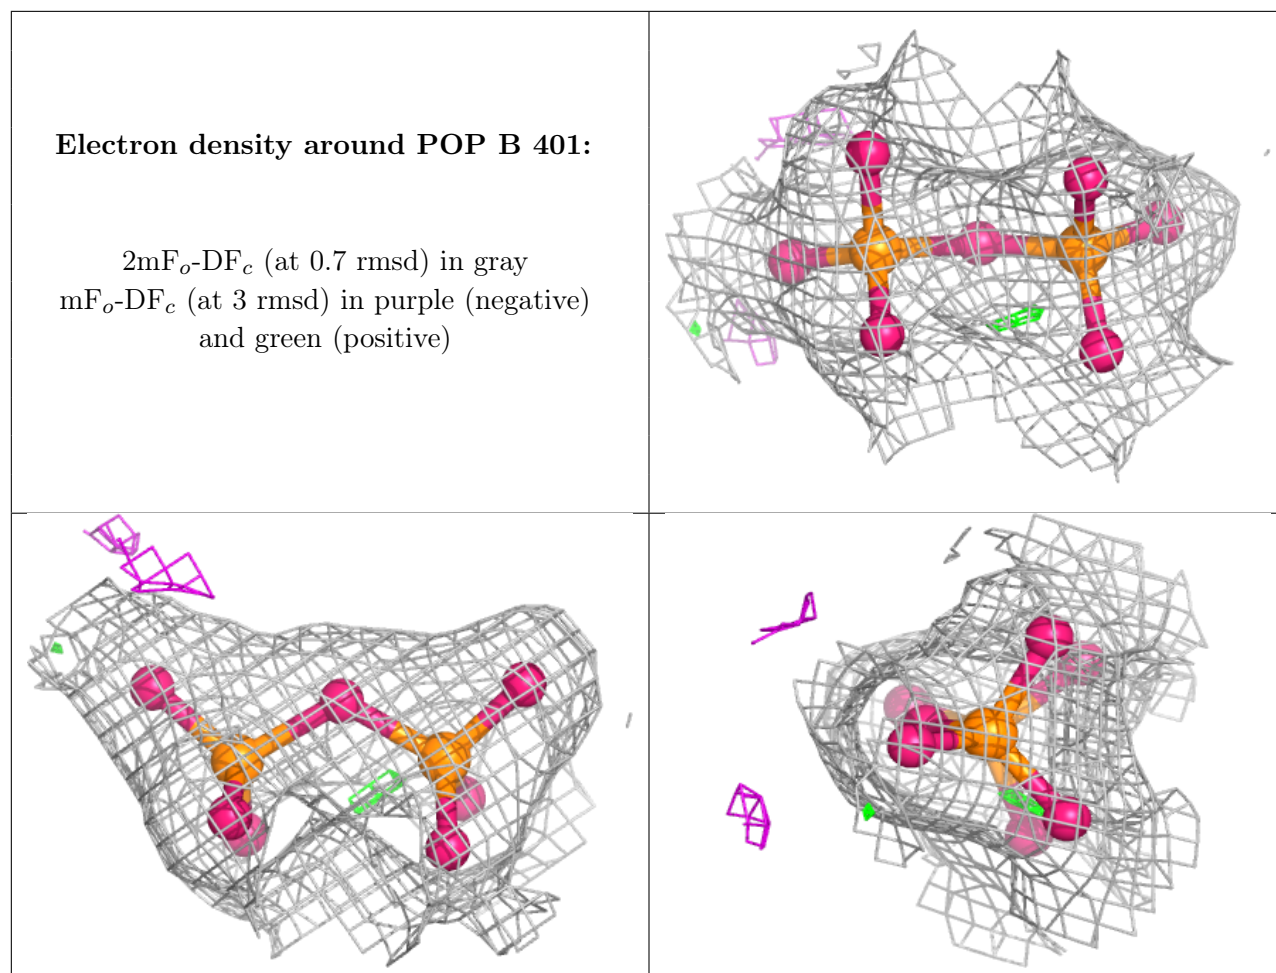 Electron density around POP B 401:
2mFₒ-DF𝒸 (at 0.7 rmsd) in gray
mFₒ-DF𝒸 (at 3 rmsd) in purple (negative)
and green (positive)